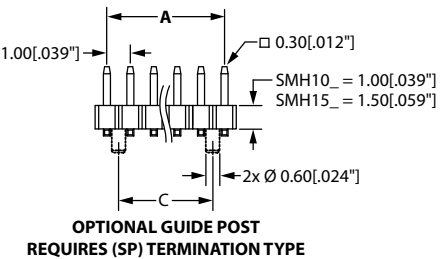 A
1.00[.039"]
□ 0.30[.012"]
SMH10_ = 1.00[.039"]
SMH15_ = 1.50[.059"]
2x Ø 0.60[.024"]
C
OPTIONAL GUIDE POST
REQUIRES (SP) TERMINATION TYPE